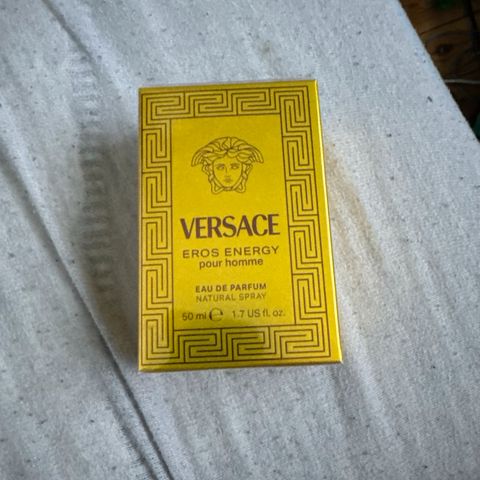 VERSACE
EROS ENERGY
pour homme
EAU DE PARFUM
NATURAL SPRAY
50 ml ℮ 1.7 US fl. oz.